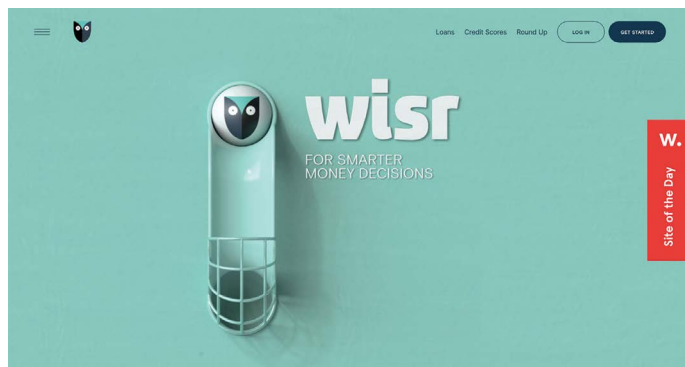 Loans
Credit Scores
Round Up
LOG IN
GET STARTED
wisr
FOR SMARTER
MONEY DECISIONS
W.
Site of the Day